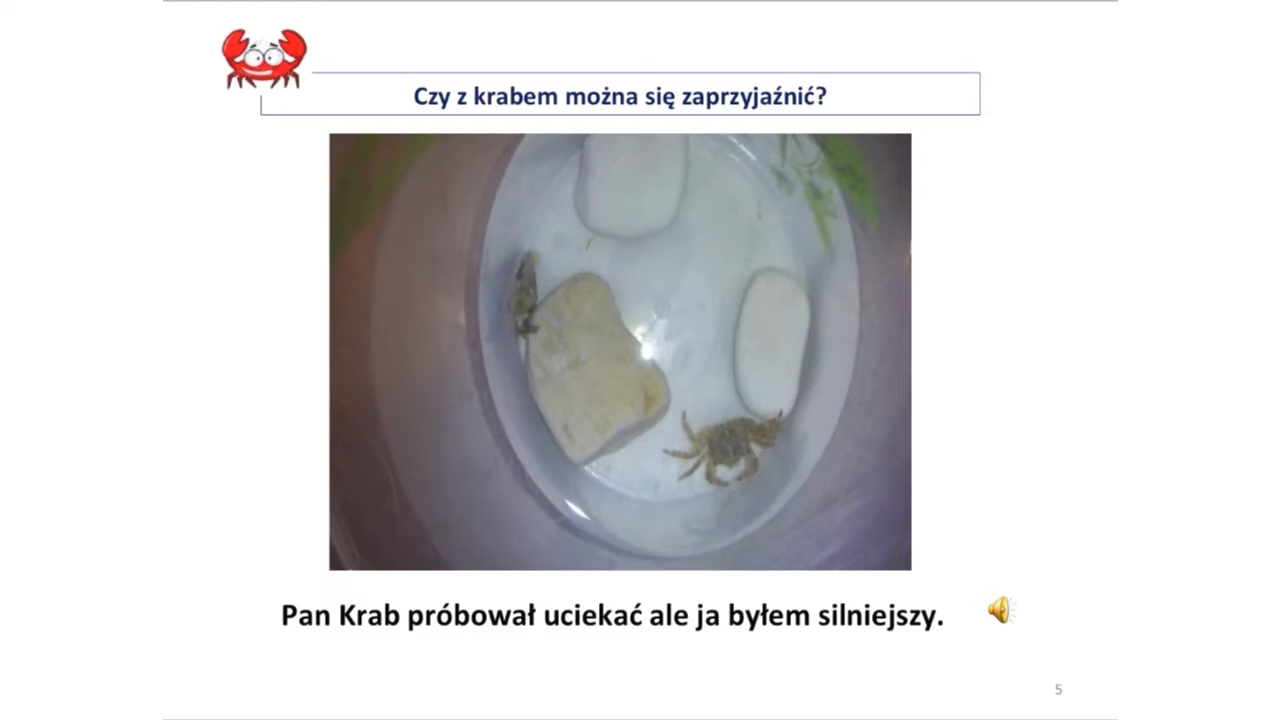 Czy z krabem można się zaprzyjaźnić?
Pan Krab próbował uciekać ale ja byłem silniejszy.
5